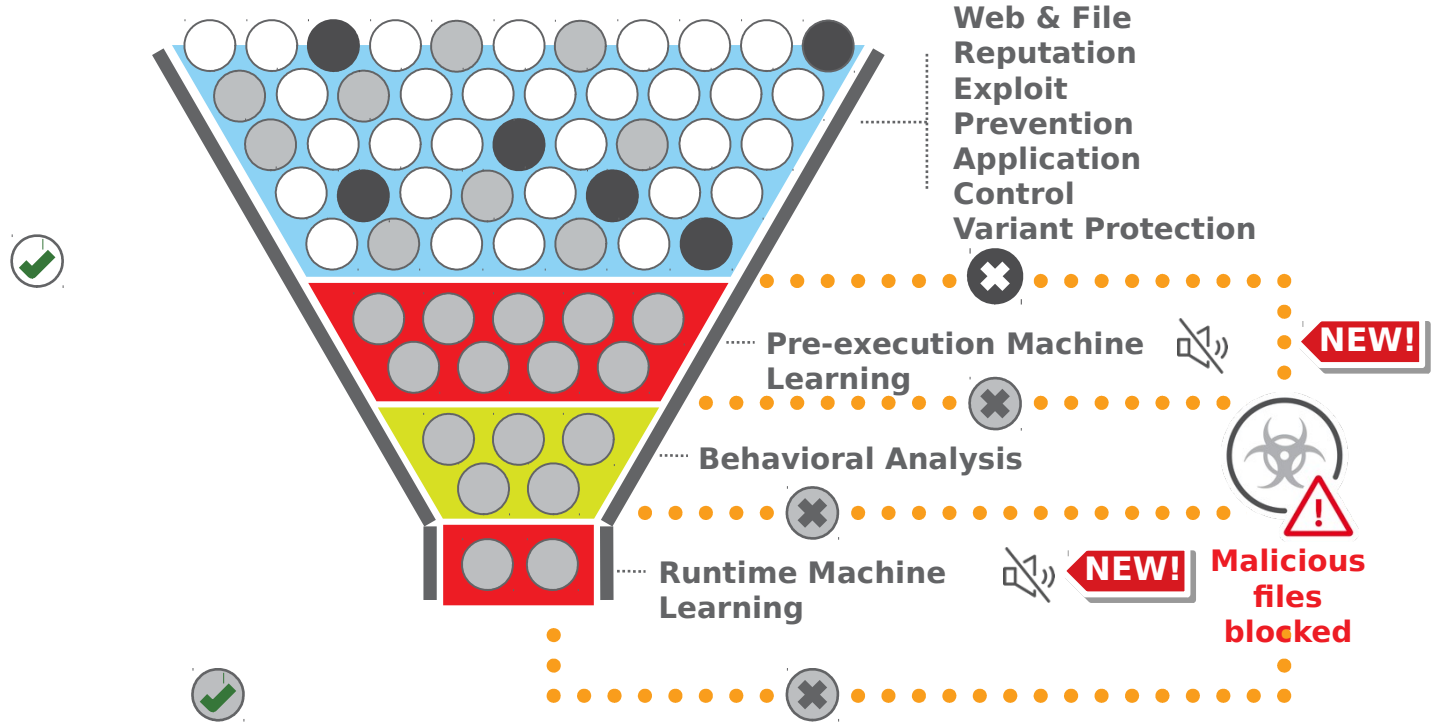 Web & File
Reputation
Exploit
Prevention
Application
Control
Variant Protection
Pre-execution Machine
Learning
NEW!
Behavioral Analysis
Runtime Machine
Learning
NEW!
Malicious
files
blocked